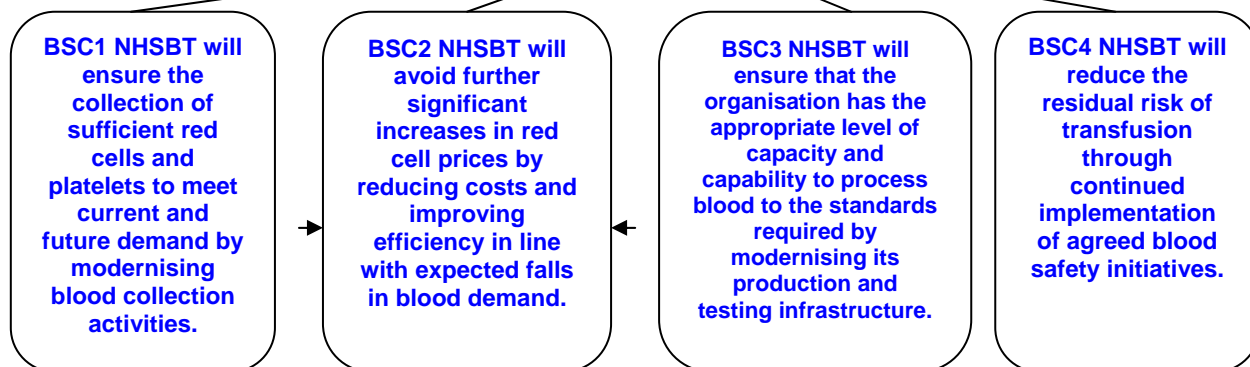 BSC1 NHSBT will
ensure the
collection of
sufficient red
cells and
platelets to meet
current and
future demand by
modernising
blood collection
activities.
BSC2 NHSBT will
avoid further
significant
increases in red
cell prices by
reducing costs and
improving
efficiency in line
with expected falls
in blood demand.
BSC3 NHSBT will
ensure that the
organisation has the
appropriate level of
capacity and
capability to process
blood to the standards
required by
modernising its
production and
testing infrastructure.
BSC4 NHSBT will
reduce the
residual risk of
transfusion
through
continued
implementation
of agreed blood
safety initiatives.